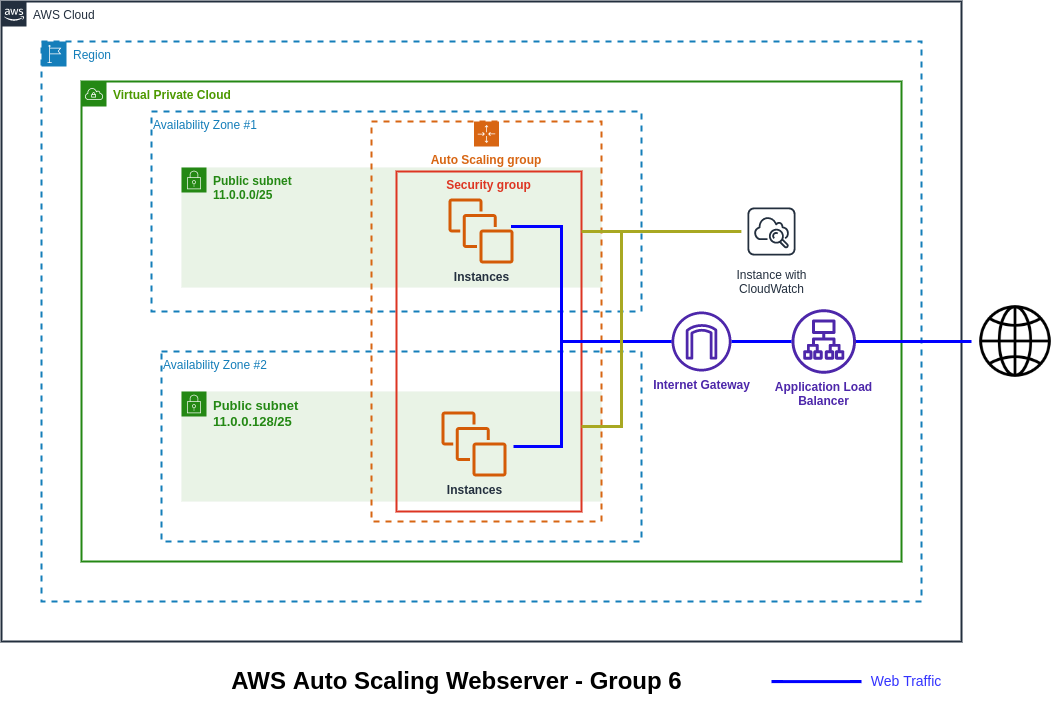 aws
AWS Cloud
Region
Virtual Private Cloud
Availability Zone #1
Auto Scaling group
Public subnet
11.0.0.0/25
Security group
Instances
Instance with
CloudWatch
Availability Zone #2
Internet Gateway
Application Load
Balancer
Public subnet
11.0.0.128/25
Instances
AWS Auto Scaling Webserver - Group 6
Web Traffic